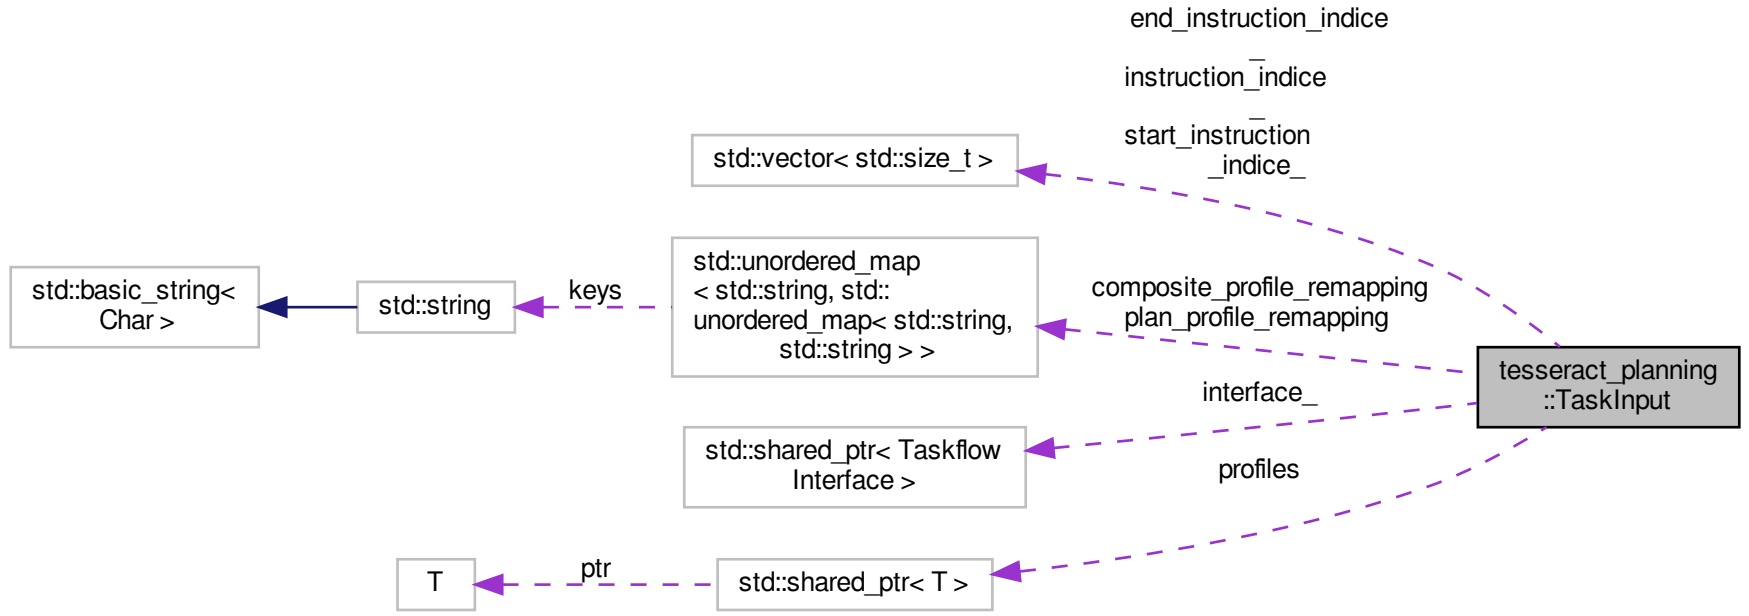 end_instruction_indice
_
instruction_indice
_
start_instruction
_indice_
std::vector< std::size_t >
std::unordered_map
< std::string, std::
unordered_map< std::string,
std::string > >
std::basic_string<
Char >
std::string
keys
composite_profile_remapping
plan_profile_remapping
tesseract_planning
::TaskInput
interface_
std::shared_ptr< Taskflow
Interface >
profiles
T
ptr
std::shared_ptr< T >